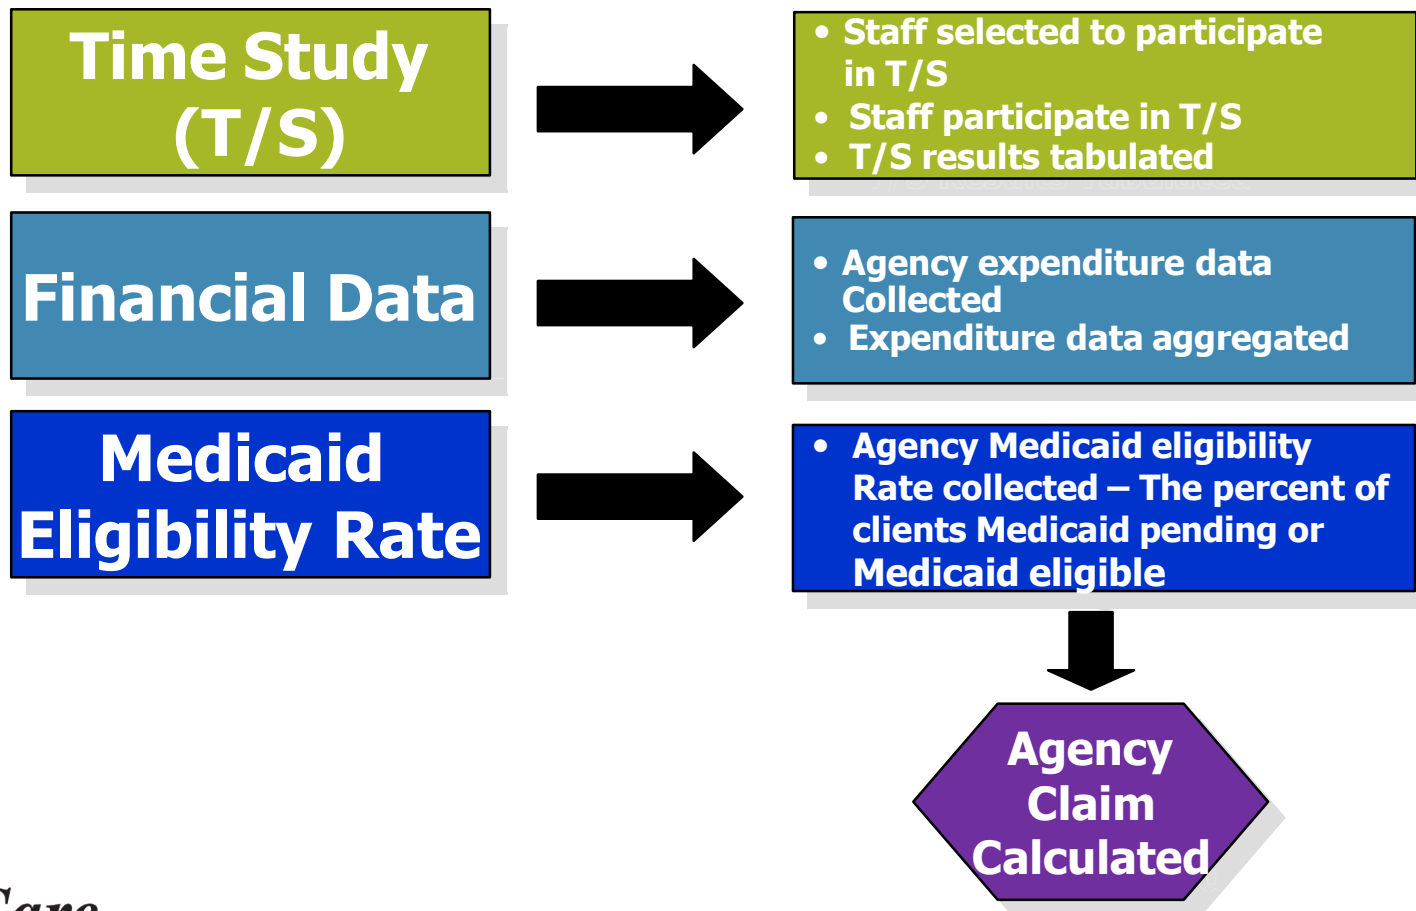 Time Study
(T/S)
• Staff selected to participate
in T/S
• Staff participate in T/S
• T/S results tabulated
Financial Data
• Agency expenditure data
Collected
• Expenditure data aggregated
Medicaid
Eligibility Rate
• Agency Medicaid eligibility
Rate collected – The percent of
clients Medicaid pending or
Medicaid eligible
Agency
Claim
Calculated
Care